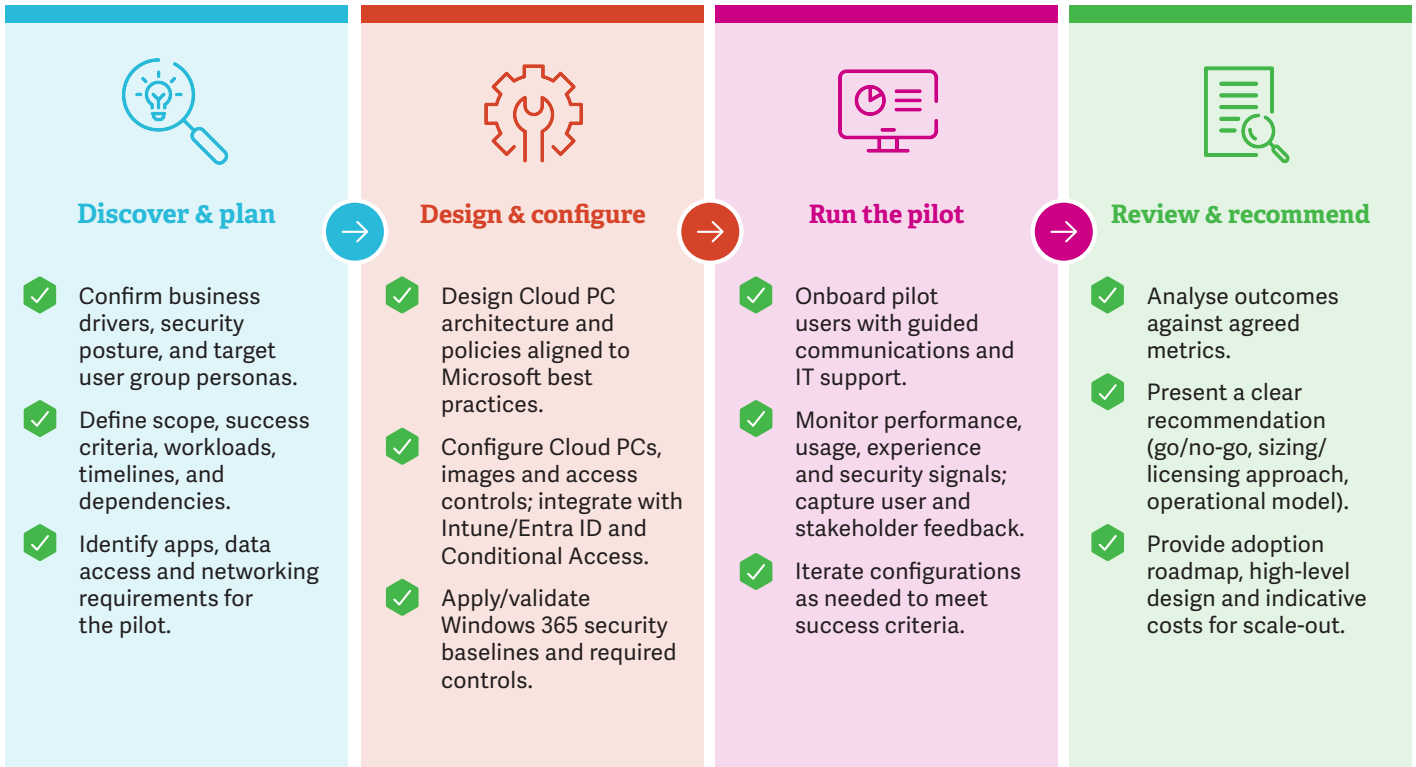 Discover & plan
Confirm business
drivers, security
posture, and target
user group personas.
Define scope, success
criteria, workloads,
timelines, and
dependencies.
Identify apps, data
access and networking
requirements for
the pilot.
Design & configure
Design Cloud PC
architecture and
policies aligned to
Microsoft best
practices.
Configure Cloud PCs,
images and access
controls; integrate with
Intune/Entra ID and
Conditional Access.
Apply/validate
Windows 365 security
baselines and required
controls.
Run the pilot
Onboard pilot
users with guided
communications and
IT support.
Monitor performance,
usage, experience
and security signals;
capture user and
stakeholder feedback.
Iterate configurations
as needed to meet
success criteria.
Review & recommend
Analyse outcomes
against agreed
metrics.
Present a clear
recommendation
(go/no-go, sizing/
licensing approach,
operational model).
Provide adoption
roadmap, high-level
design and indicative
costs for scale-out.